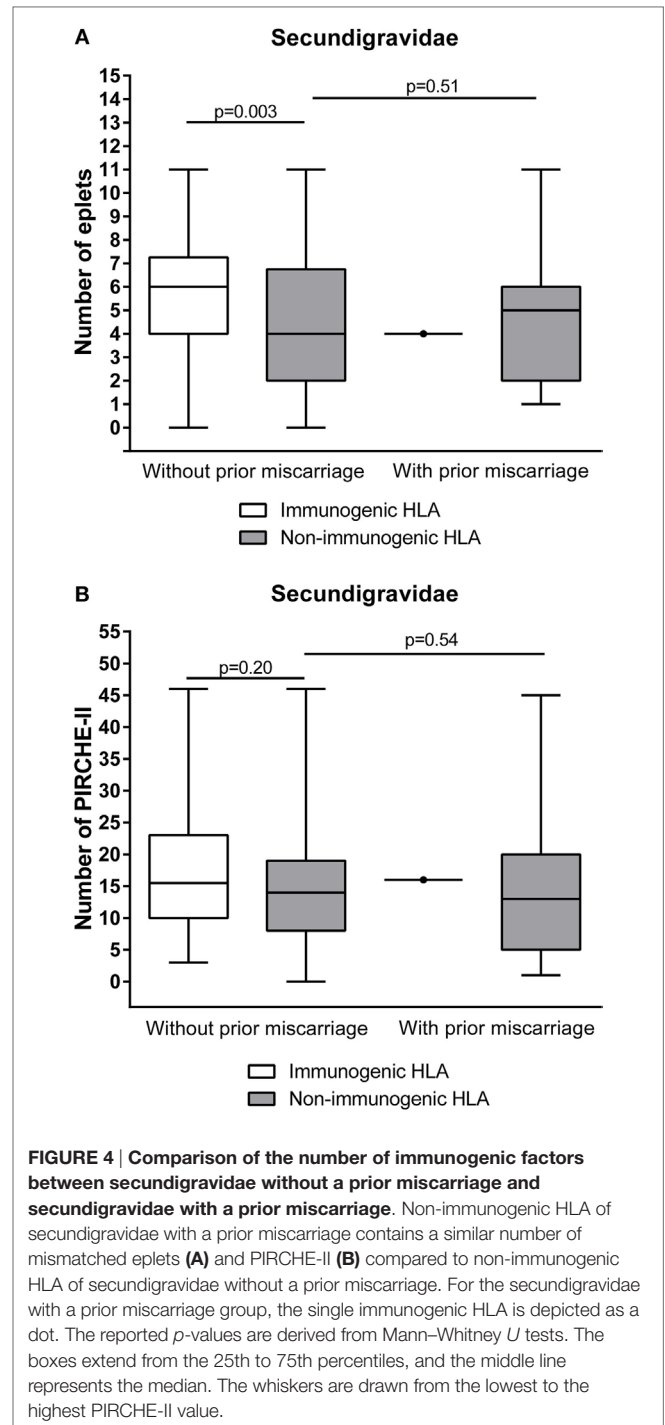 A
Secundigravidae
Number of eplets
15
14
13
12
11
10
9
8
7
6
5
4
3
2
1
0
p=0.003
p=0.51
Without prior miscarriage
With prior miscarriage
Immunogenic HLA
Non-immunogenic HLA
B
Secundigravidae
Number of PIRCHE-II
55
50
45
40
35
30
25
20
15
10
5
0
p=0.20
p=0.54
Without prior miscarriage
With prior miscarriage
Immunogenic HLA
Non-immunogenic HLA
FIGURE 4 | Comparison of the number of immunogenic factors
between secundigravidae without a prior miscarriage and
secundigravidae with a prior miscarriage. Non-immunogenic HLA of
secundigravidae with a prior miscarriage contains a similar number of
mismatched eplets (A) and PIRCHE-II (B) compared to non-immunogenic
HLA of secundigravidae without a prior miscarriage. For the secundigravidae
with a prior miscarriage group, the single immunogenic HLA is depicted as a
dot. The reported p-values are derived from Mann–Whitney U tests. The
boxes extend from the 25th to 75th percentiles, and the middle line
represents the median. The whiskers are drawn from the lowest to the
highest PIRCHE-II value.